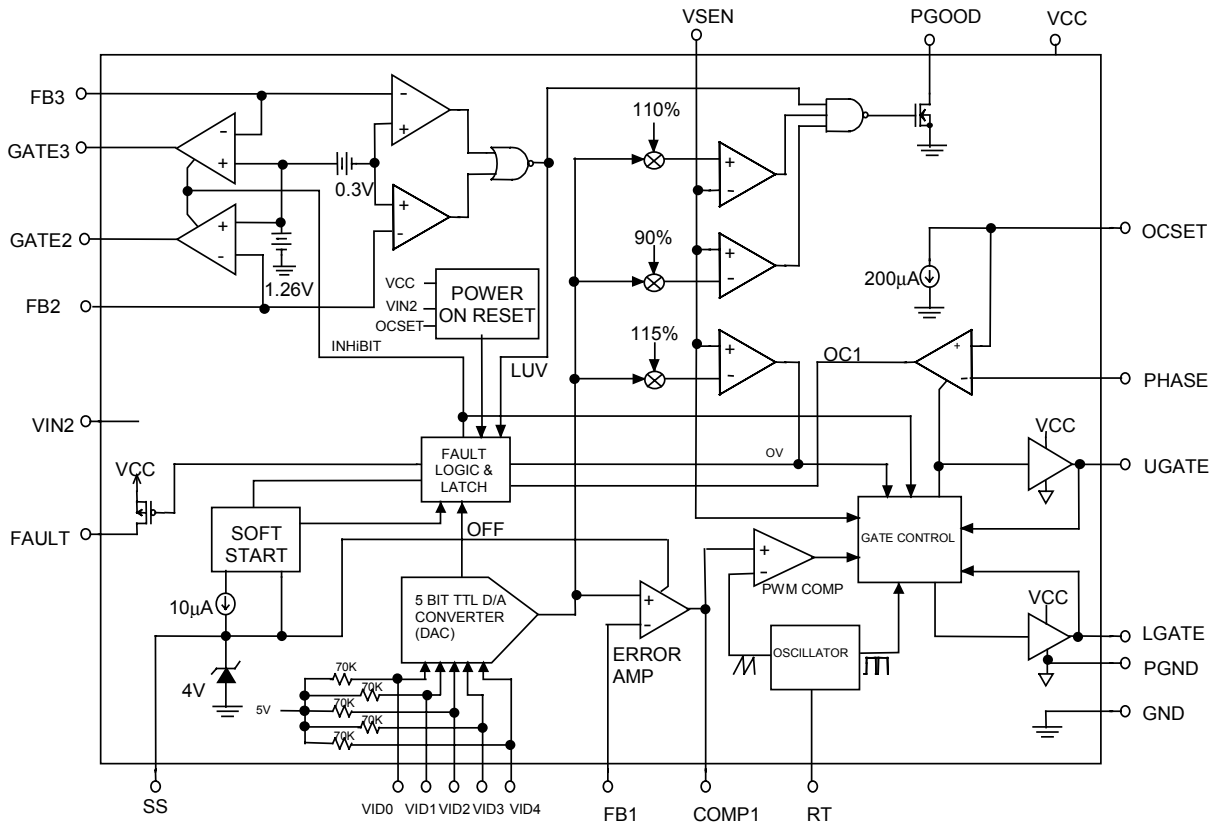 VSEN
PGOOD
VCC
FB3
GATE3
GATE2
FB2
VIN2
FAULT
-
+
+
-
-
+
+
-
0.3V
1.26V
VCC
VIN2
OCSET
POWER
ON RESET
INHiBIT
LUV
110%
+
-
90%
+
-
115%
+
-
OCSET
200μA
OC1
+
-
PHASE
VCC
UGATE
VCC
FAULT
LOGIC &
LATCH
OV
OFF
SOFT
START
10μA
4V
5 BIT TTL D/A
CONVERTER
(DAC)
+
-
ERROR
AMP
+
-
PWM COMP
GATE CONTROL
OSCILLATOR
VCC
LGATE
PGND
GND
5V
70K
70K
70K
70K
70K
SS
VID0
VID1
VID2
VID3
VID4
FB1
COMP1
RT